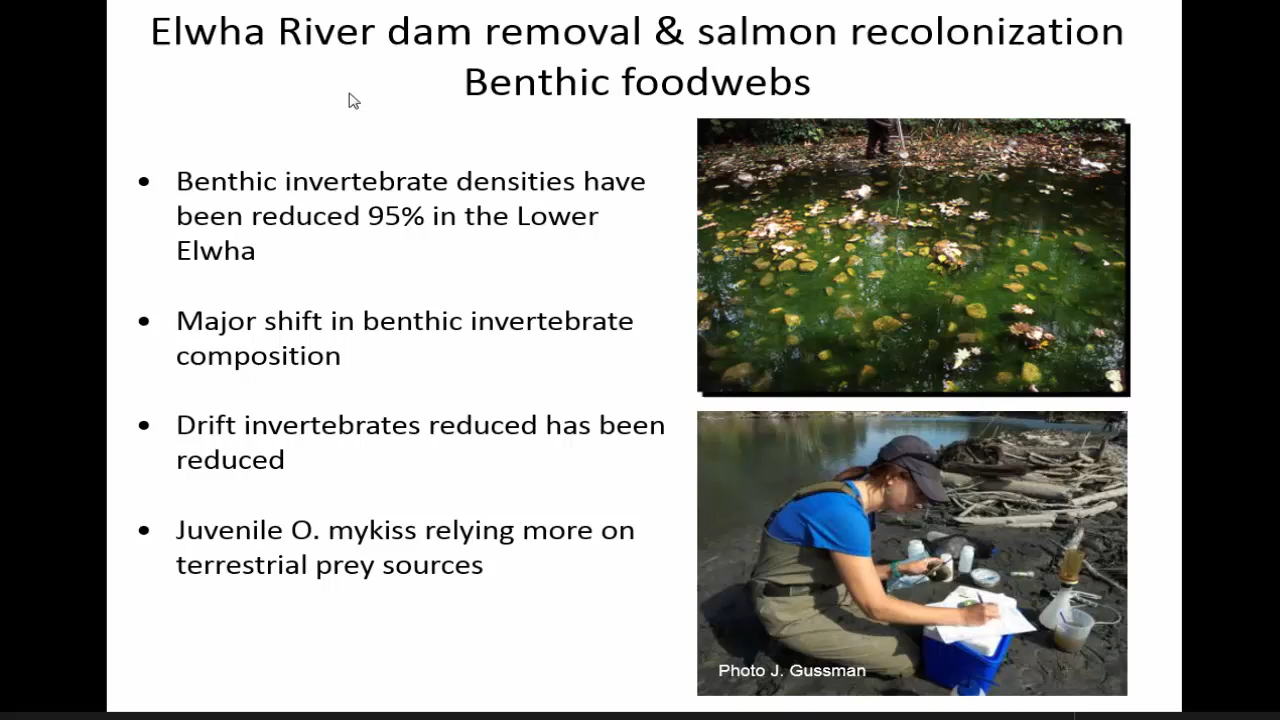 Elwha River dam removal & salmon recolonization
Benthic foodwebs
• Benthic invertebrate densities have
been reduced 95% in the Lower
Elwha
• Major shift in benthic invertebrate
composition
• Drift invertebrates reduced has been
reduced
• Juvenile O. mykiss relying more on
terrestrial prey sources
Photo J. Gussman